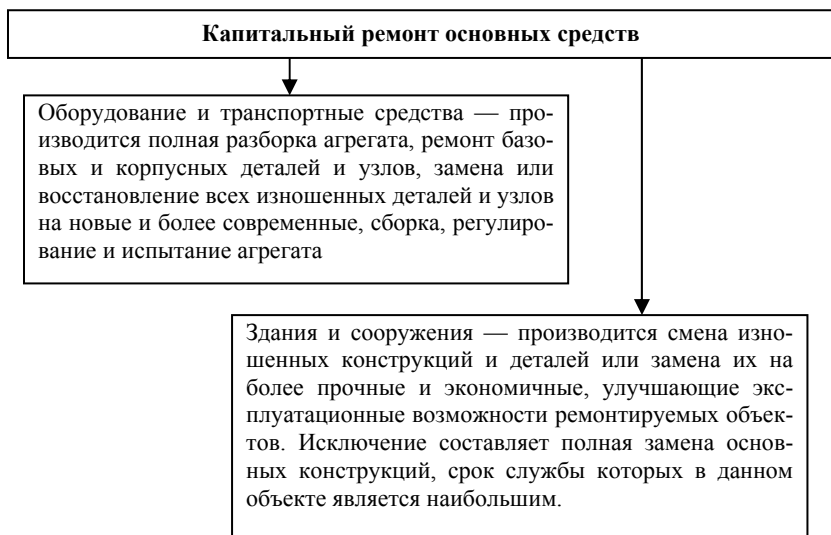 Капитальный ремонт основных средств
Оборудование и транспортные средства — про-
изводится полная разборка агрегата, ремонт базо-
вых и корпусных деталей и узлов, замена или
восстановление всех изношенных деталей и узлов
на новые и более современные, сборка, регулиро-
вание и испытание агрегата
Здания и сооружения — производится смена изно-
шенных конструкций и деталей или замена их на
более прочные и экономичные, улучшающие экс-
плуатационные возможности ремонтируемых объек-
тов. Исключение составляет полная замена основ-
ных конструкций, срок службы которых в данном
объекте является наибольшим.